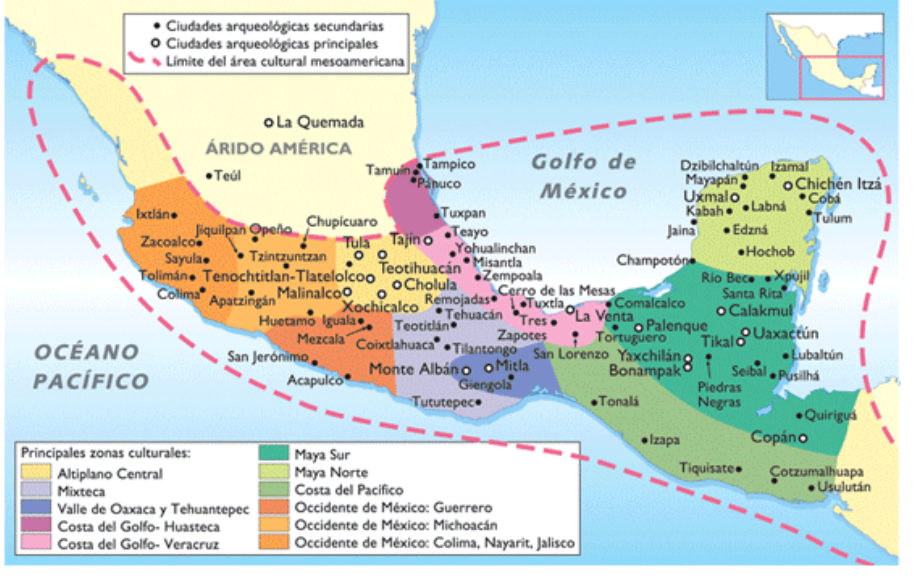 Ciudades arqueológicas secundarias
Ciudades arqueológicas principales
Límite del área cultural mesoamericana
La Quemada
ÁRIDO AMÉRICA
Teúl
Golfo de
México
Tampico
Tamuín
Pánuco
Tuxpan
Dzibilchaltún
Izamal
Mayapán
Chichén Itzá
Uxmal
Cobá
Kabah
Labná
Tulum
Jaina
Edzná
Hochob
Champotón
Ixtlán
Jiquilpan
Opeño
Chupícuaro
Zacoalco
Tzintzuntzan
Tula
Tajín
Teayo
Yohualinchan
Sayula
Misantla
Teotihuacán
Tolimán
Tenochtitlan-Tlatelolco
Zempoala
Colima
Apatzingán
Malinalco
Cholula
Xochicalco
Remojadas
Cerro de las Mesas
Tuxtla
Comalcalco
Río Bec
Xpujil
Santa Rita
Calakmul
Huetamo
Iguala
Tehuacán
Teotitlán
Tres
Zapotes
La Venta
Palenque
Uaxactún
Mezcala
Coixtlahuaca
Tilantongo
San Lorenzo
Tortuguero
Tikal
San Jerónimo
Yaxchilán
Lubaltún
Acapulco
Monte Albán
Mitla
Bonampak
Seibal
Pusilhá
Giengola
Piedras
Negras
Tututepec
Tonalá
Quiriguá
Izapa
Copán
Tiquisate
Cotzumalhuapa
Usulután
OCÉANO
PACÍFICO
Principales zonas culturales:
Altiplano Central
Mixteca
Valle de Oaxaca y Tehuantepec
Costa del Golfo- Huasteca
Costa del Golfo- Veracruz
Maya Sur
Maya Norte
Costa del Pacífico
Occidente de México: Guerrero
Occidente de México: Michoacán
Occidente de México: Colima, Nayarit, Jalisco